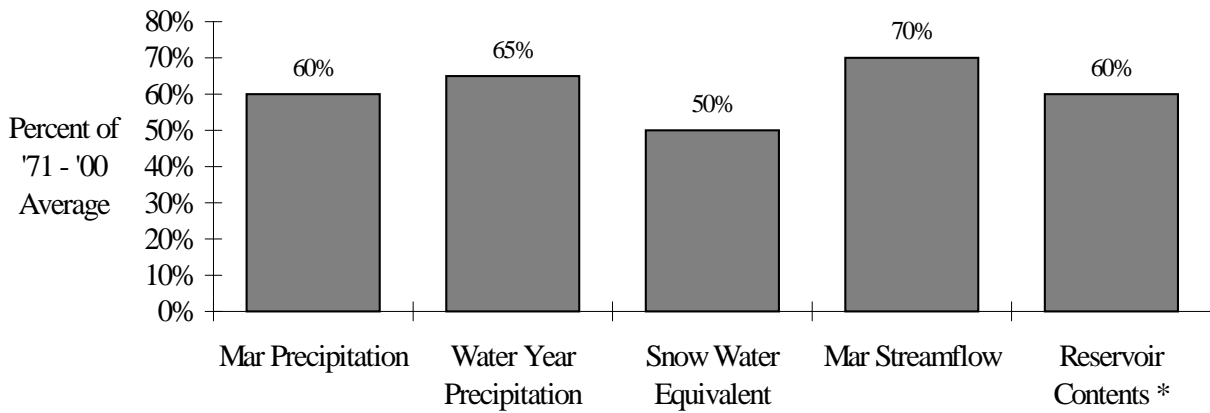 80%
70%
60%
50%
40%
30%
20%
10%
0%
Percent of
'71 - '00
Average
60%
65%
50%
70%
60%
Mar Precipitation
Water Year
Precipitation
Snow Water
Equivalent
Mar Streamflow
Reservoir
Contents *